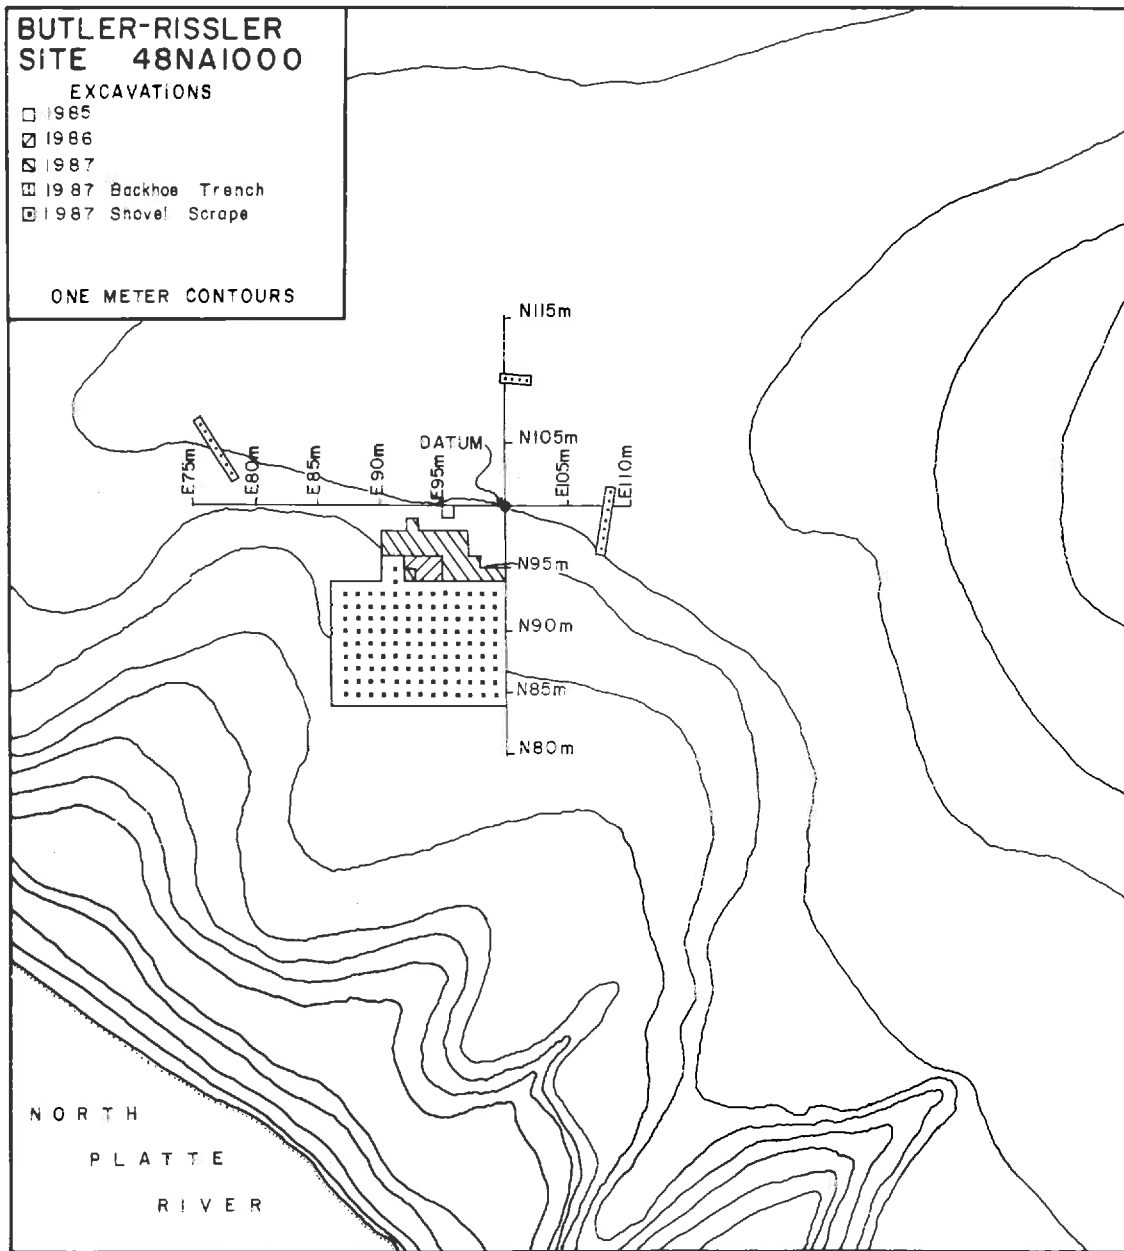 BUTLER-RISSLER
SITE 48NA1000
EXCAVATIONS
1985
1986
1987
1987 Backhoe Trench
1987 Shovel Scrape
ONE METER CONTOURS
N115m
N105m
DATUM
E75m
E80m
E85m
E90m
E95m
E105m
E110m
N95m
N90m
N85m
N80m
NORTH
PLATTE
RIVER